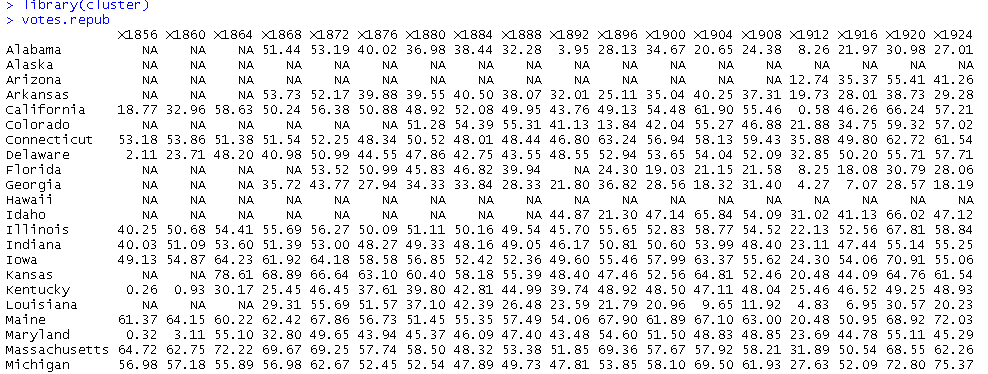 > library(cluster)
> votes.repub
X1856 X1860 X1864 X1868 X1872 X1876 X1880 X1884 X1888 X1892 X1896 X1900 X1904 X1908 X1912 X1916 X1920 X1924
Alabama NA NA NA 51.44 53.19 40.02 36.98 38.44 32.28 3.95 28.13 34.67 20.65 24.38 8.26 21.97 30.98 27.01
Alaska NA NA NA NA NA NA NA NA NA NA NA NA NA NA NA NA NA NA
Arizona NA NA NA NA NA NA NA NA NA NA NA NA NA NA 12.74 35.37 55.41 41.26
Arkansas NA NA NA 53.73 52.17 39.88 39.55 40.50 38.07 32.01 25.11 35.04 40.25 37.31 19.73 28.01 38.73 29.28
California 18.77 32.96 58.63 50.24 56.38 50.88 48.92 52.08 49.95 43.76 49.13 54.48 61.90 55.46 0.58 46.26 66.24 57.21
Colorado NA NA NA NA NA NA 51.28 54.39 55.31 41.13 13.84 42.04 55.27 46.88 21.88 34.75 59.32 57.02
Connecticut 53.18 53.86 51.38 51.54 52.25 48.34 50.52 48.01 48.44 46.80 63.24 56.94 58.13 59.43 35.88 49.80 62.72 61.54
Delaware 2.11 23.71 48.20 40.98 50.99 44.55 47.86 42.75 43.55 48.55 52.94 53.65 54.04 52.09 32.85 50.20 55.71 57.71
Florida NA NA NA NA 53.52 50.99 45.83 46.82 39.94 NA 24.30 19.03 21.15 21.58 8.25 18.08 30.79 28.06
Georgia NA NA NA 35.72 43.77 27.94 34.33 33.84 28.33 21.80 36.82 28.56 18.32 31.40 4.27 7.07 28.57 18.19
Hawaii NA NA NA NA NA NA NA NA NA NA NA NA NA NA NA NA NA NA
Idaho NA NA NA NA NA NA NA NA NA 44.87 21.30 47.14 65.84 54.09 31.02 41.13 66.02 47.12
Illinois 40.25 50.68 54.41 55.69 56.27 50.09 51.11 50.16 49.54 45.70 55.65 52.83 58.77 54.52 22.13 52.56 67.81 58.84
Indiana 40.03 51.09 53.60 51.39 53.00 48.27 49.33 48.16 49.05 46.17 50.81 50.60 53.99 48.40 23.11 47.44 55.14 55.25
Iowa 49.13 54.87 64.23 61.92 64.18 58.58 56.85 52.42 52.36 49.60 55.46 57.99 63.37 55.62 24.30 54.06 70.91 55.06
Kansas NA NA 78.61 68.89 66.64 63.10 60.40 58.18 55.39 48.40 47.46 52.56 64.81 52.46 20.48 44.09 64.76 61.54
Kentucky 0.26 0.93 30.17 25.45 46.45 37.61 39.80 42.81 44.99 39.74 48.92 48.50 47.11 48.04 25.46 46.52 49.25 48.93
Louisiana NA NA NA 29.31 55.69 51.57 37.10 42.39 26.48 23.59 21.79 20.96 9.65 11.92 4.83 6.95 30.57 20.23
Maine 61.37 64.15 60.22 62.42 67.86 56.73 51.45 55.35 57.49 54.06 67.90 61.89 67.10 63.00 20.48 50.95 68.92 72.03
Maryland 0.32 3.11 55.10 32.80 49.65 43.94 45.37 46.09 47.40 43.48 54.60 51.50 48.83 48.85 23.69 44.78 55.11 45.29
Massachusetts 64.72 62.75 72.22 69.67 69.25 57.74 58.50 48.32 53.38 51.85 69.36 57.67 57.92 58.21 31.89 50.54 68.55 62.26
Michigan 56.98 57.18 55.89 56.98 62.67 52.45 52.54 47.89 49.73 47.81 53.85 58.10 69.50 61.93 27.63 52.09 72.80 75.37